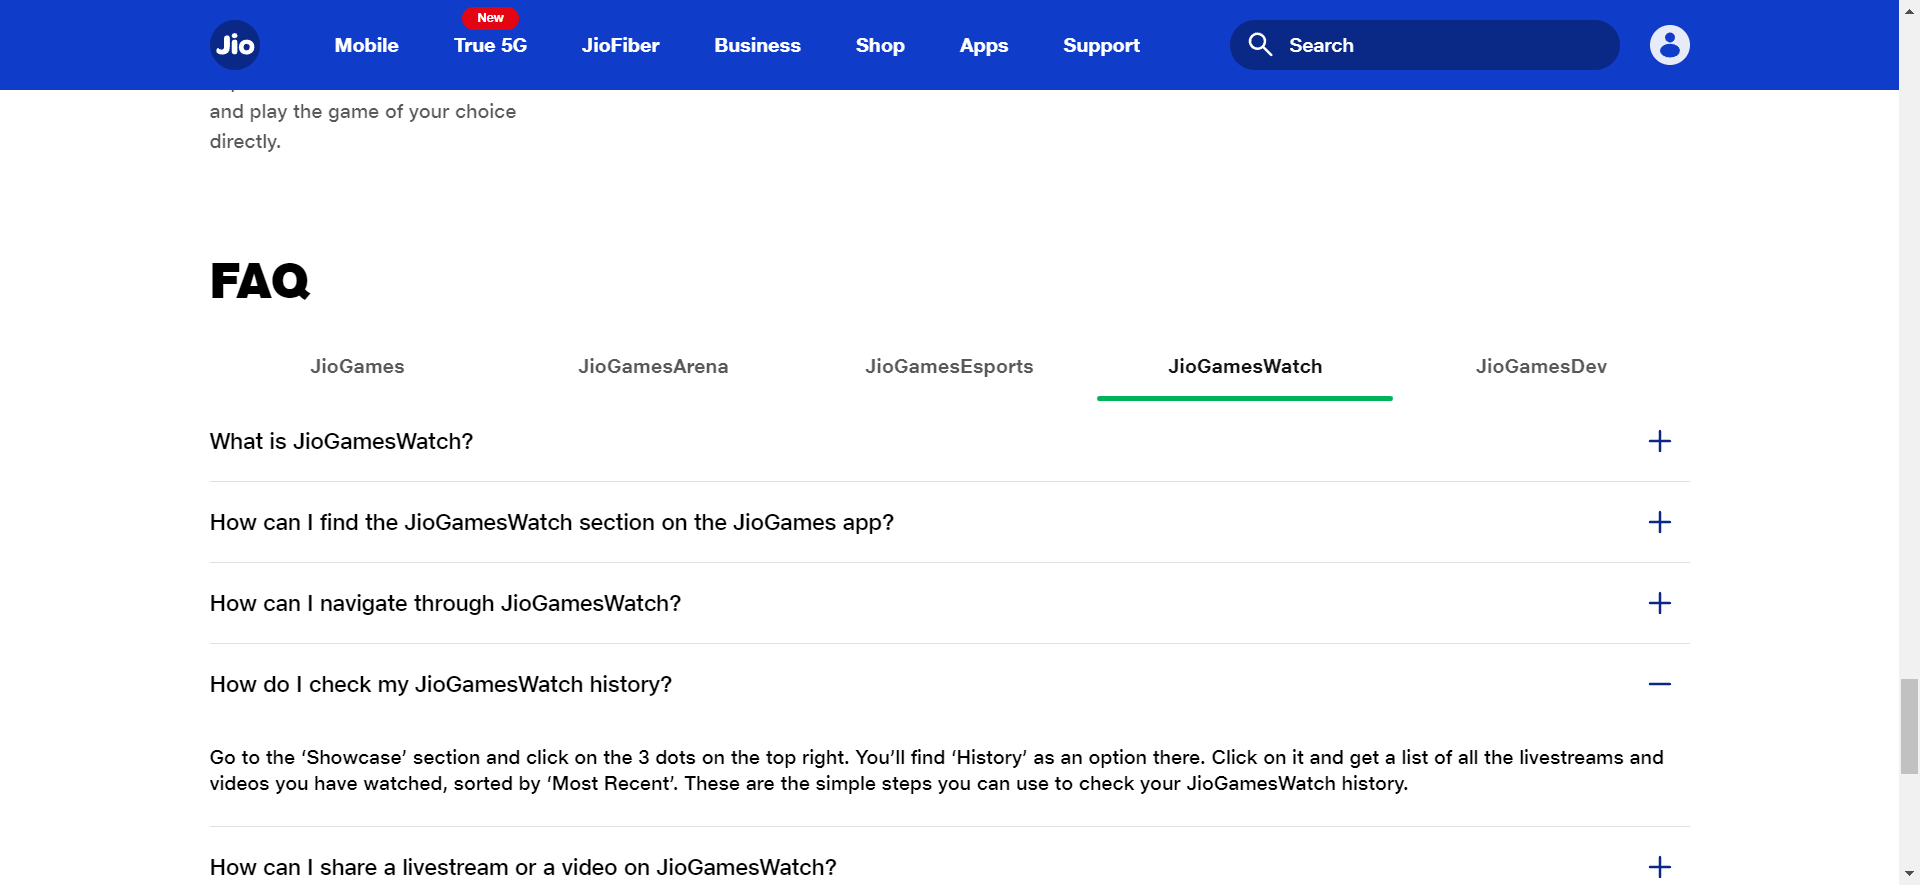 Jio
Mobile
New
True 5G
JioFiber
Business
Shop
Apps
Support
Search
and play the game of your choice
directly.
FAQ
JioGames
JioGamesArena
JioGamesEsports
JioGamesWatch
JioGamesDev
What is JioGamesWatch?
How can I find the JioGamesWatch section on the JioGames app?
How can I navigate through JioGamesWatch?
How do I check my JioGamesWatch history?
Go to the ‘Showcase’ section and click on the 3 dots on the top right. You’ll find ‘History’ as an option there. Click on it and get a list of all the livestreams and
videos you have watched, sorted by ‘Most Recent’. These are the simple steps you can use to check your JioGamesWatch history.
How can I share a livestream or a video on JioGamesWatch?